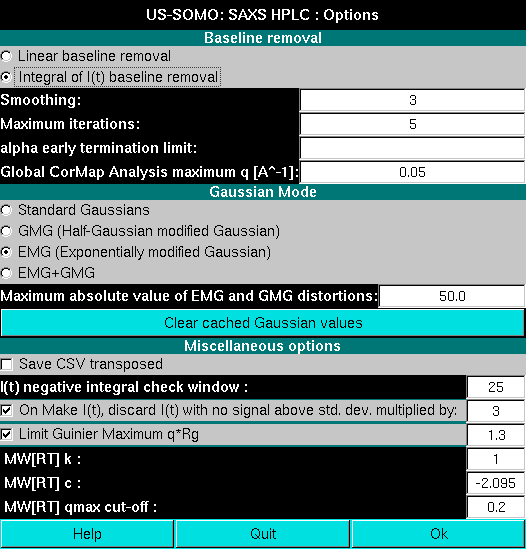 US-SOMO: SAXS HPLC : Options
Baseline removal
Linear baseline removal
Integral of I(t) baseline removal
Smoothing: 3
Maximum iterations: 5
alpha early termination limit:
Global CorMap Analysis maximum q [A^-1]: 0.05
Gaussian Mode
Standard Gaussians
GMG (Half-Gaussian modified Gaussian)
EMG (Exponentially modified Gaussian)
EMG+GMG
Maximum absolute value of EMG and GMG distortions: 50.0
Clear cached Gaussian values
Miscellaneous options
Save CSV transposed
I(t) negative integral check window : 25
On Make I(t), discard I(t) with no signal above std. dev. multiplied by: 3
Limit Guinier Maximum q*Rg 1.3
MW[RT] k : 1
MW[RT] c : -2.095
MW[RT] qmax cut-off : 0.2
Help Quit Ok